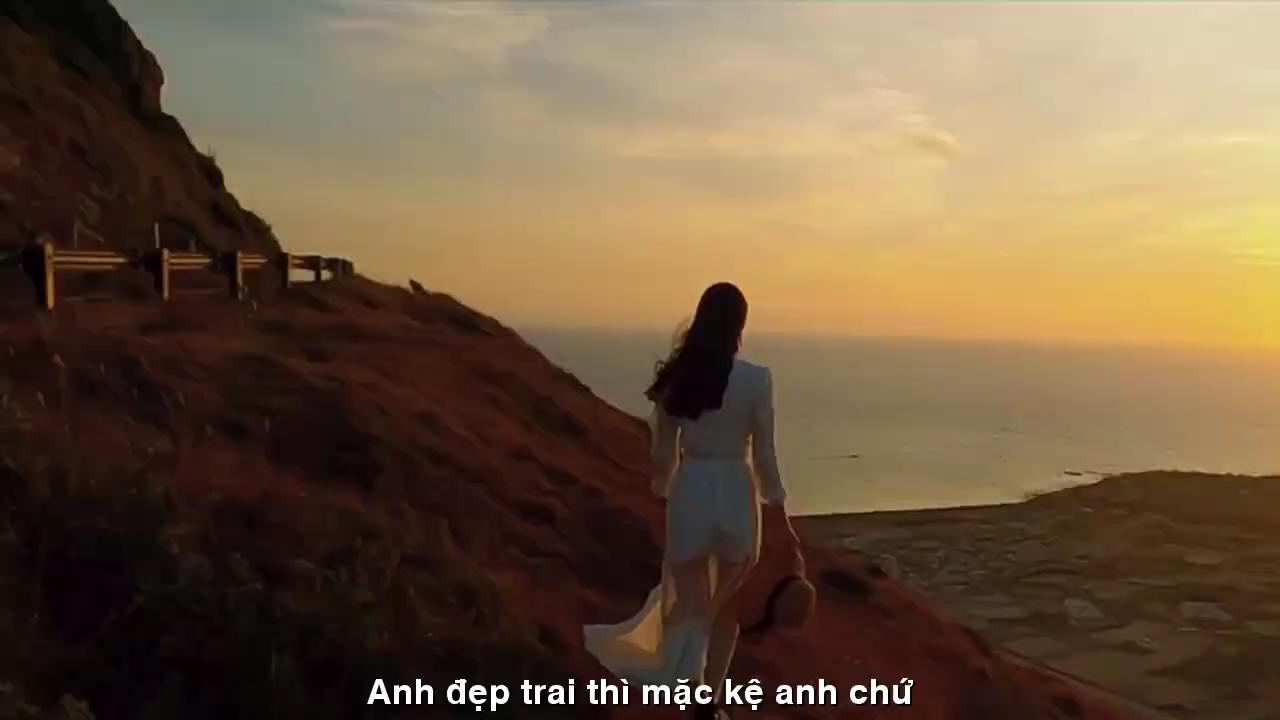 Anh đẹp trai thì mặc kệ anh chứ